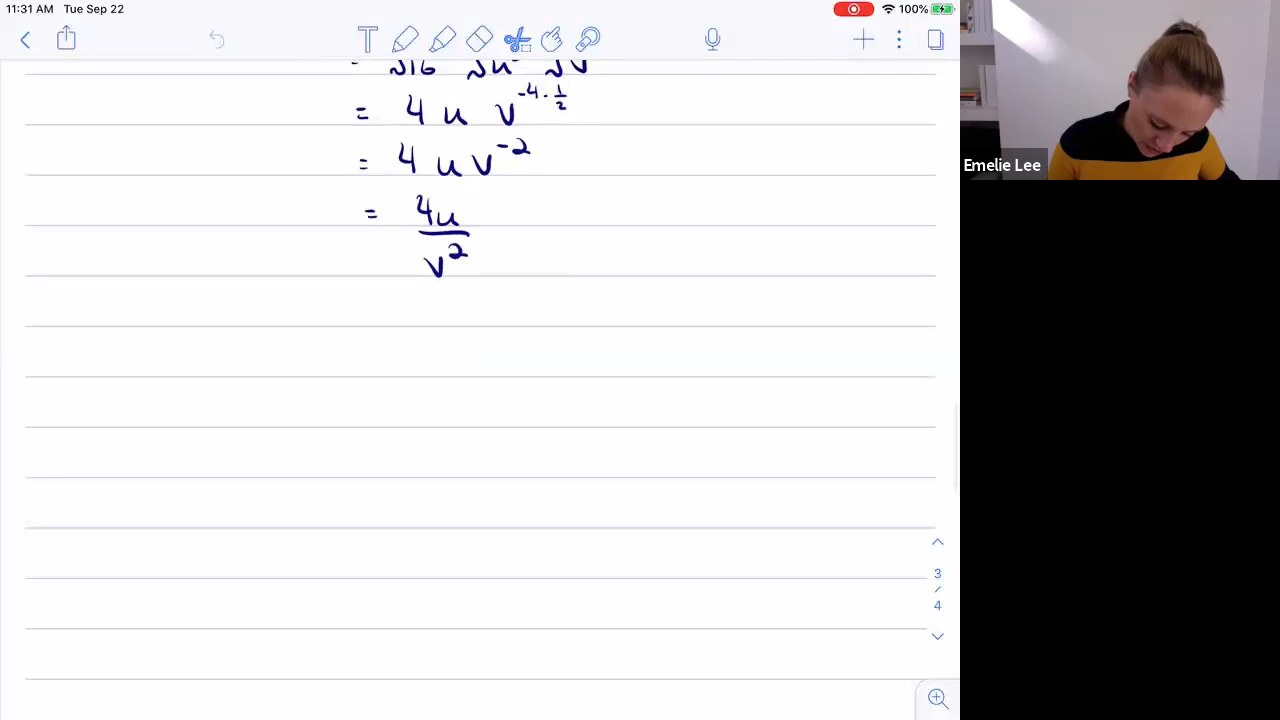 11:31 AM Tue Sep 22
100%
= √16 √u √v
= 4 u v^{-4 · 1/2}
= 4 u v^{-2}
= 4u / v^2
Emelie Lee
3
/
4